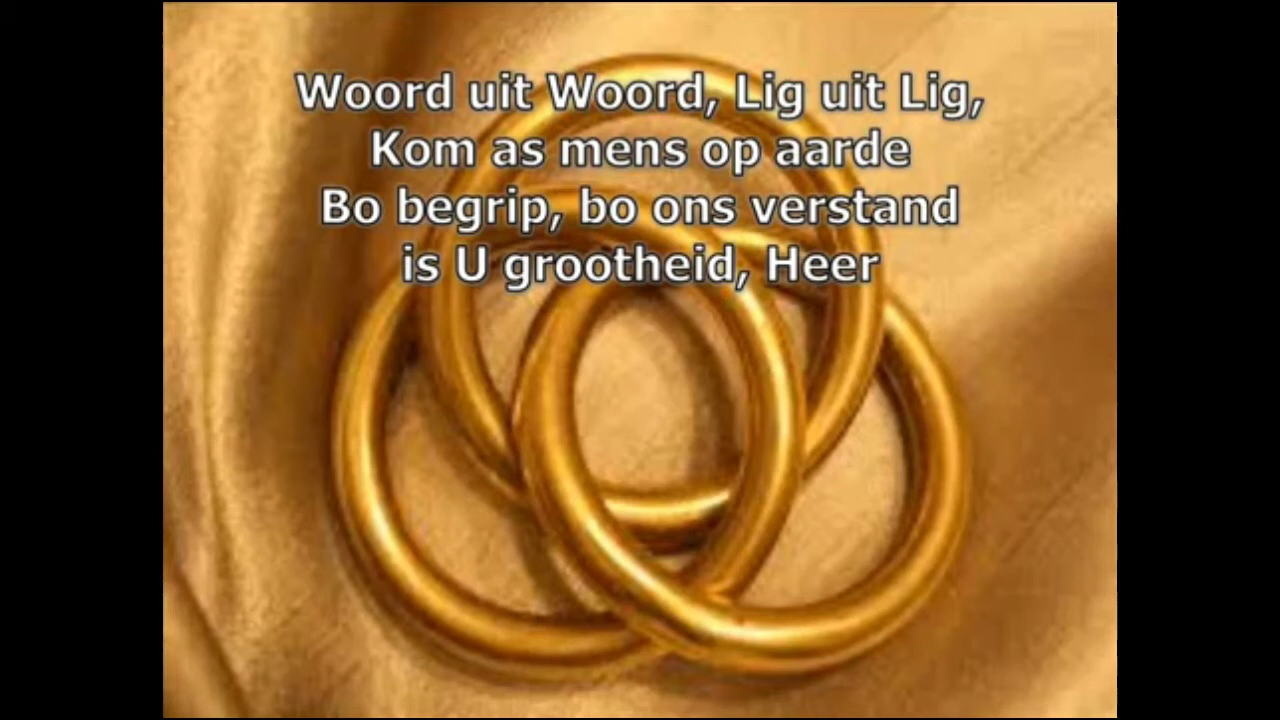 Woord uit Woord, Lig uit Lig,
Kom as mens op aarde
Bo begrip, bo ons verstand
is U grootheid, Heer